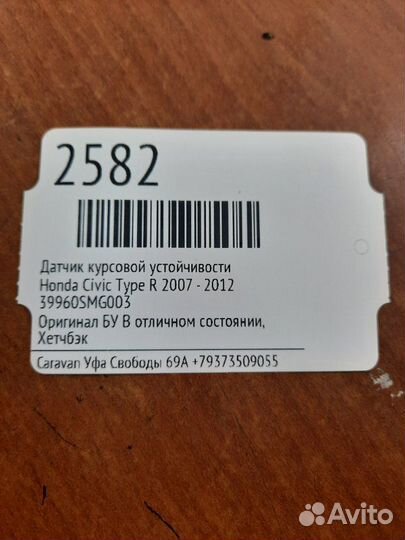 2582
Датчик курсовой устойчивости
Honda Civic Type R 2007 - 2012
39960SMG003
Оригинал БУ В отличном состоянии,
Хетчбэк
Caravan Уфа Свободы 69А +79373509055
Avito